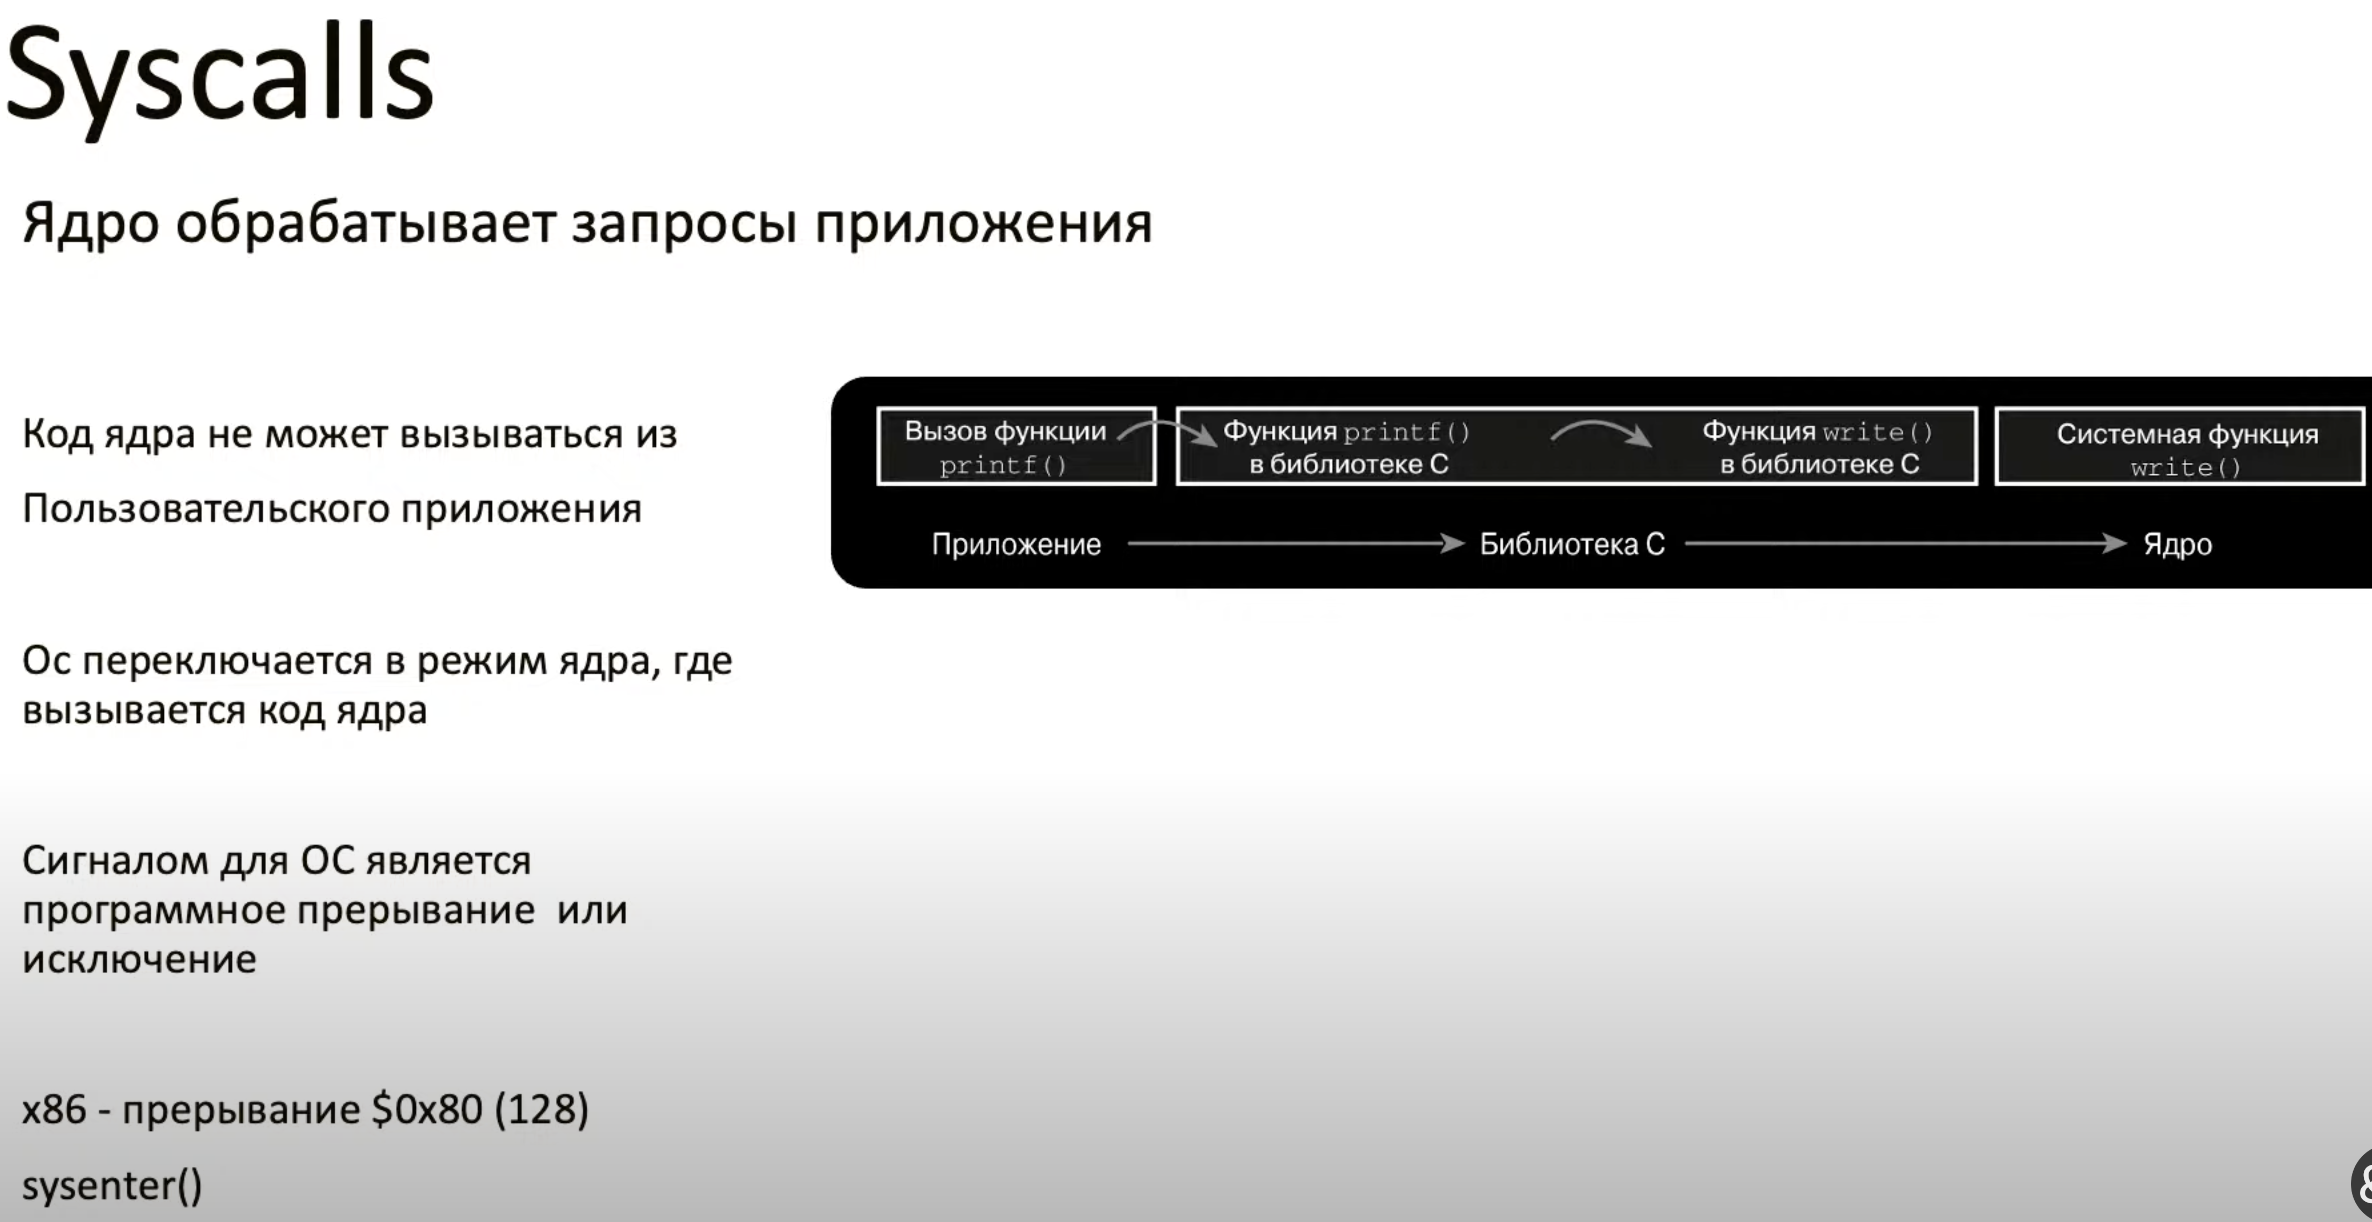 Syscalls
Ядро обрабатывает запросы приложения
Код ядра не может вызываться из
Пользовательского приложения
Ос переключается в режим ядра, где
вызывается код ядра
Сигналом для ОС является
программное прерывание или
исключение
x86 - прерывание $0x80 (128)
sysenter()
Вызов функции
printf()
Функция printf()
в библиотеке C
Функция write()
в библиотеке C
Системная функция
write()
Приложение
Библиотека C
Ядро